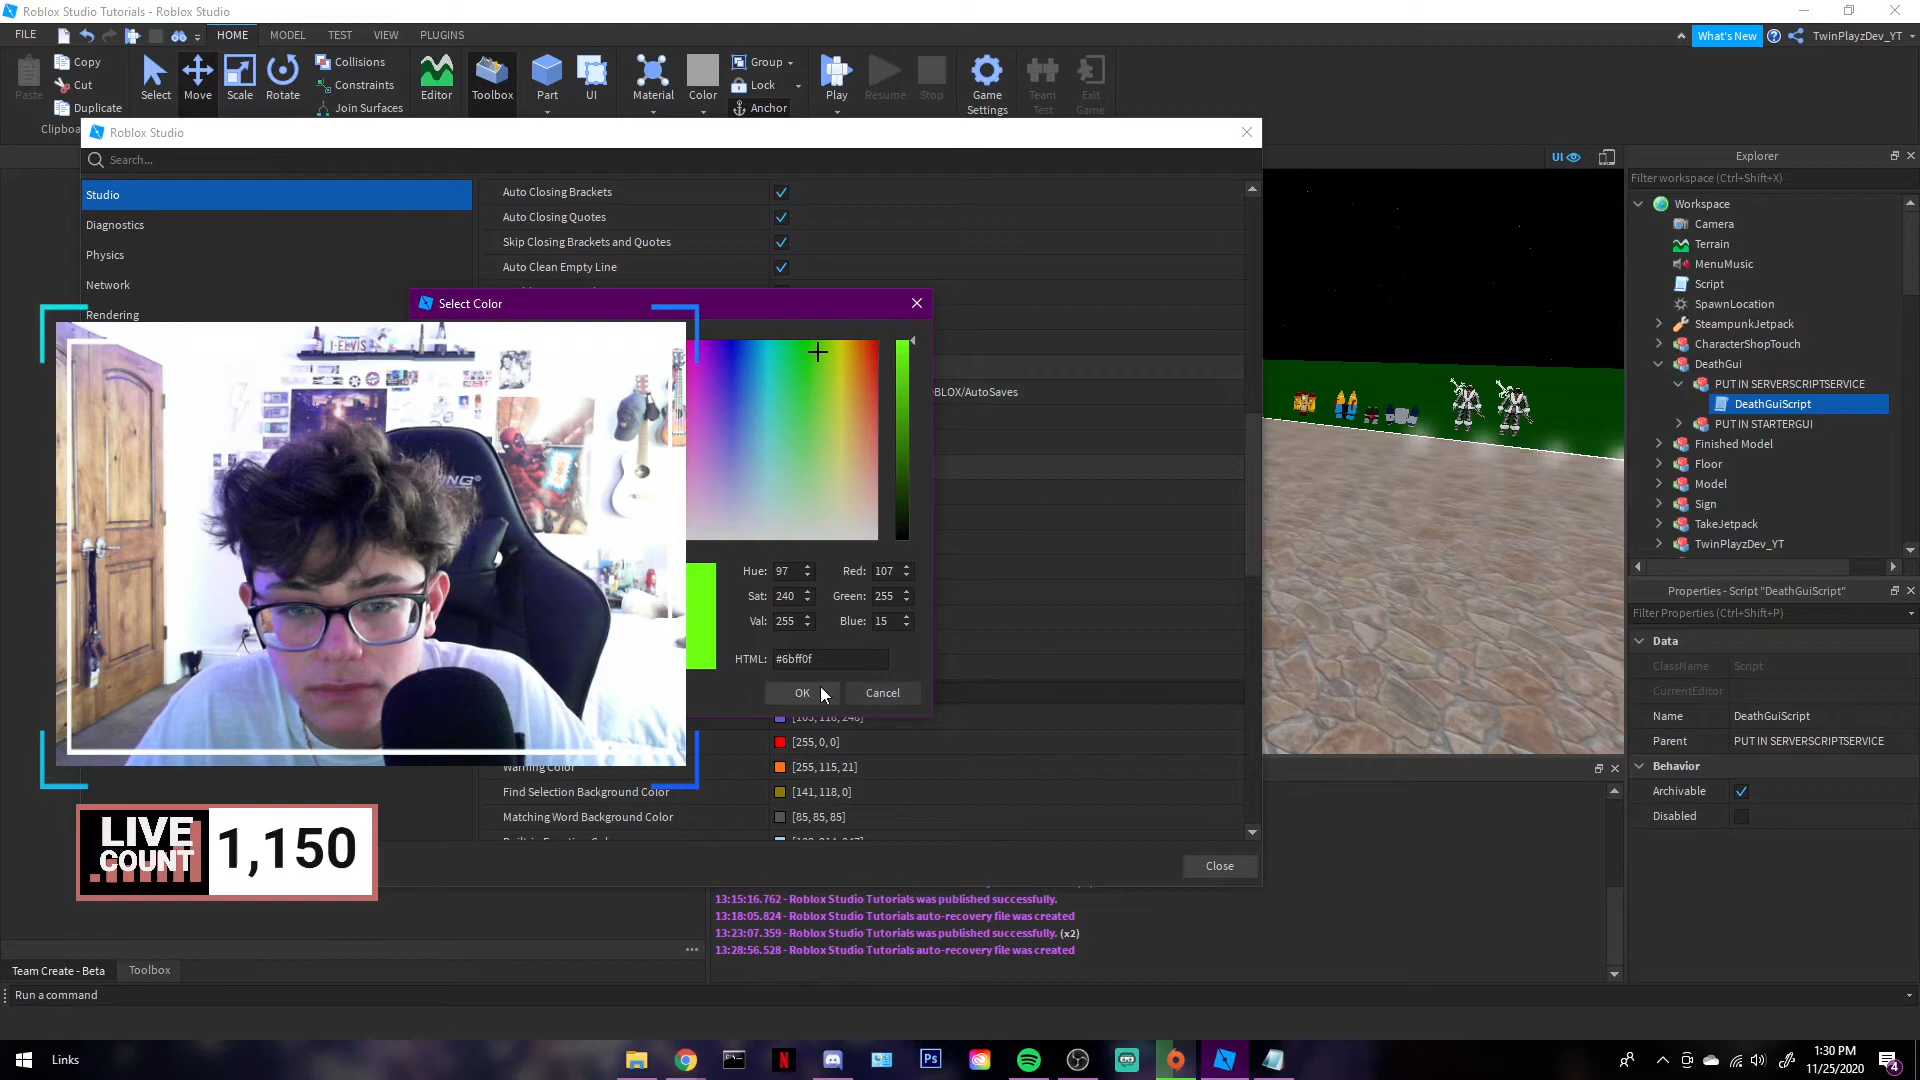 Roblox Studio Tutorials - Roblox Studio
FILE
HOME
MODEL
TEST
VIEW
PLUGINS
What's New
TwinPlayzDev_YT
Paste
Copy
Cut
Duplicate
Select
Move
Scale
Rotate
Collisions
Constraints
Join Surfaces
Editor
Toolbox
Part
UI
Material
Color
Group
Lock
Anchor
Play
Resume
Stop
Game Settings
Team Test
Exit Game
Roblox Studio
Search...
Studio
Diagnostics
Physics
Network
Rendering
Auto Closing Brackets
Auto Closing Quotes
Skip Closing Brackets and Quotes
Auto Clean Empty Line
Select Color
BLOX/AutoSaves
Hue: 97
Red: 107
Sat: 240
Green: 255
Val: 255
Blue: 15
HTML: #6bff0f
OK
Cancel
[255, 0, 0]
Warning Color
[255, 115, 21]
Find Selection Background Color
[141, 118, 0]
Matching Word Background Color
[85, 85, 85]
Close
LIVE
COUNT
1,150
13:15:16.762 - Roblox Studio Tutorials was published successfully.
13:18:05.824 - Roblox Studio Tutorials auto-recovery file was created
13:23:07.359 - Roblox Studio Tutorials was published successfully. (x2)
13:28:56.528 - Roblox Studio Tutorials auto-recovery file was created
Team Create - Beta
Toolbox
Run a command
UI
Explorer
Filter workspace (Ctrl+Shift+X)
Workspace
Camera
Terrain
MenuMusic
Script
SpawnLocation
SteampunkJetpack
CharacterShopTouch
DeathGui
PUT IN SERVERSCRIPTSERVICE
DeathGuiScript
PUT IN STARTERGUI
Finished Model
Floor
Model
Sign
TakeJetpack
TwinPlayzDev_YT
Properties - Script "DeathGuiScript"
Filter Properties (Ctrl+Shift+P)
Data
ClassName Script
CurrentEditor
Name DeathGuiScript
Parent PUT IN SERVERSCRIPTSERVICE
Behavior
Archivable
Disabled
Links
Ps
1:30 PM
11/25/2020
4